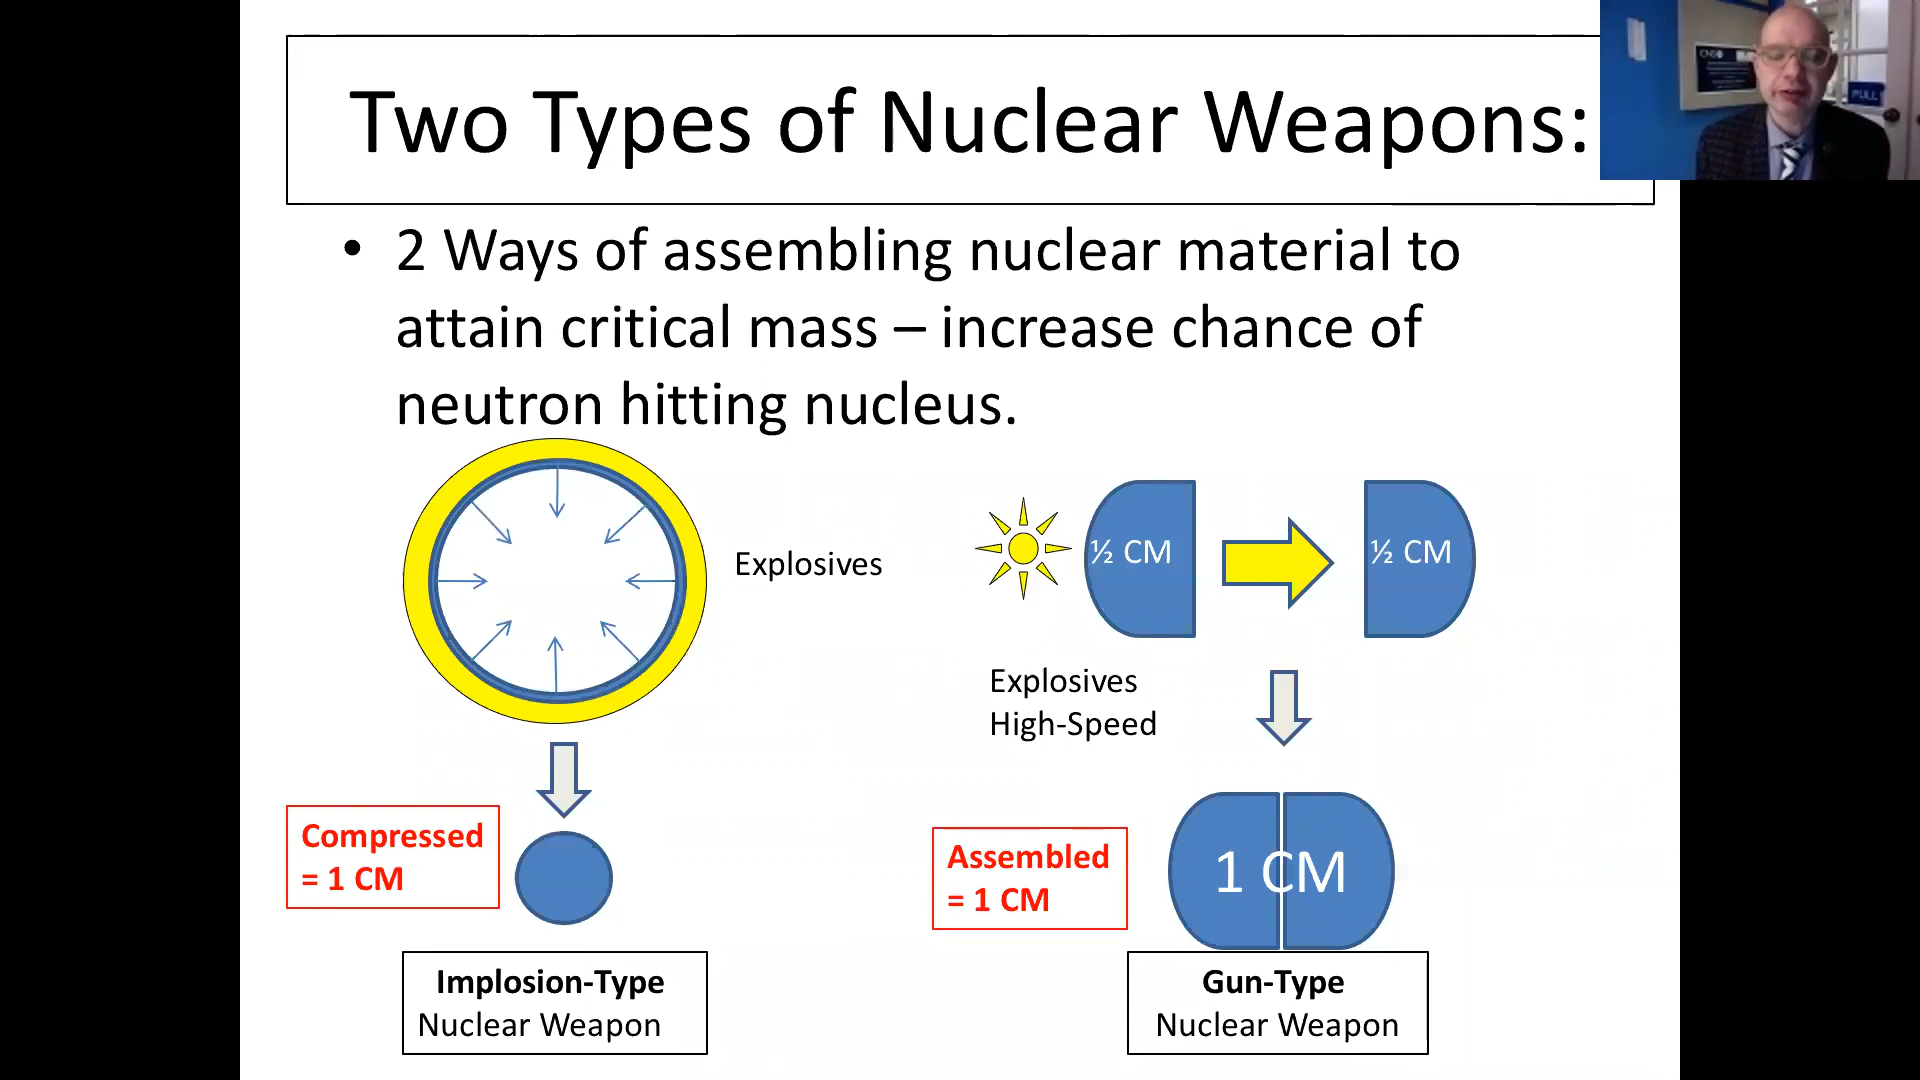 Two Types of Nuclear Weapons:
CNS
PULL
• 2 Ways of assembling nuclear material to
attain critical mass – increase chance of
neutron hitting nucleus.
Explosives
½ CM
½ CM
Explosives
High-Speed
Compressed
= 1 CM
Assembled
= 1 CM
1 CM
Implosion-Type
Nuclear Weapon
Gun-Type
Nuclear Weapon